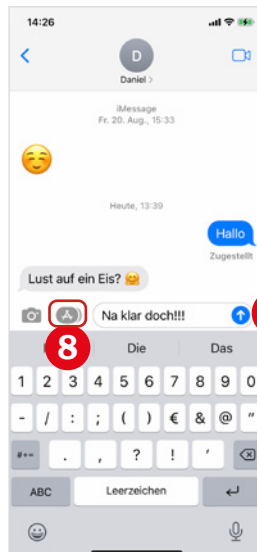 14:26
D
Daniel >
iMessage
Fr. 20. Aug., 15:33
Heute, 13:39
Hallo
Zugestellt
Lust auf ein Eis?
Na klar doch!!!
8
Die
Das
1 2 3 4 5 6 7 8 9 0
- / : ; ( ) € & @ "
#+= . , ? ! '
ABC
Leerzeichen